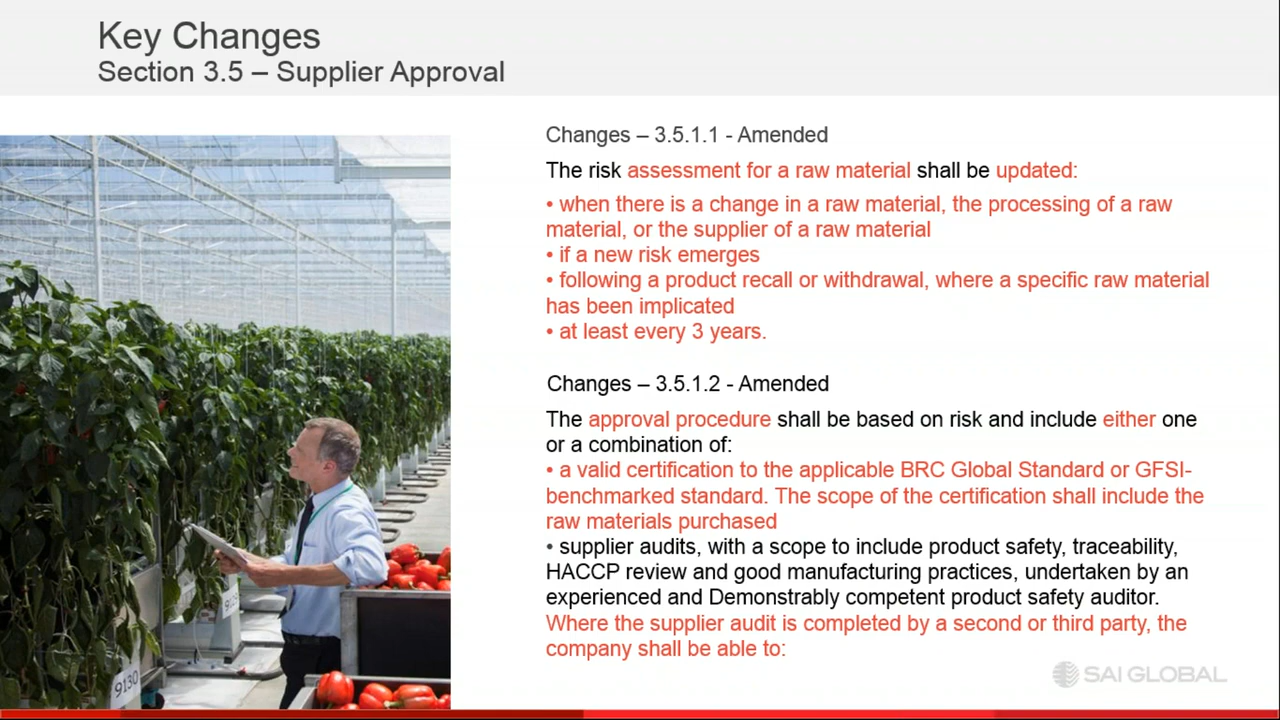 Key Changes
Section 3.5 – Supplier Approval
Changes – 3.5.1.1 - Amended
The risk assessment for a raw material shall be updated:
• when there is a change in a raw material, the processing of a raw
material, or the supplier of a raw material
• if a new risk emerges
• following a product recall or withdrawal, where a specific raw material
has been implicated
• at least every 3 years.
Changes – 3.5.1.2 - Amended
The approval procedure shall be based on risk and include either one
or a combination of:
• a valid certification to the applicable BRC Global Standard or GFSI-
benchmarked standard. The scope of the certification shall include the
raw materials purchased
• supplier audits, with a scope to include product safety, traceability,
HACCP review and good manufacturing practices, undertaken by an
experienced and Demonstrably competent product safety auditor.
Where the supplier audit is completed by a second or third party, the
company shall be able to:
SAI GLOBAL
9130